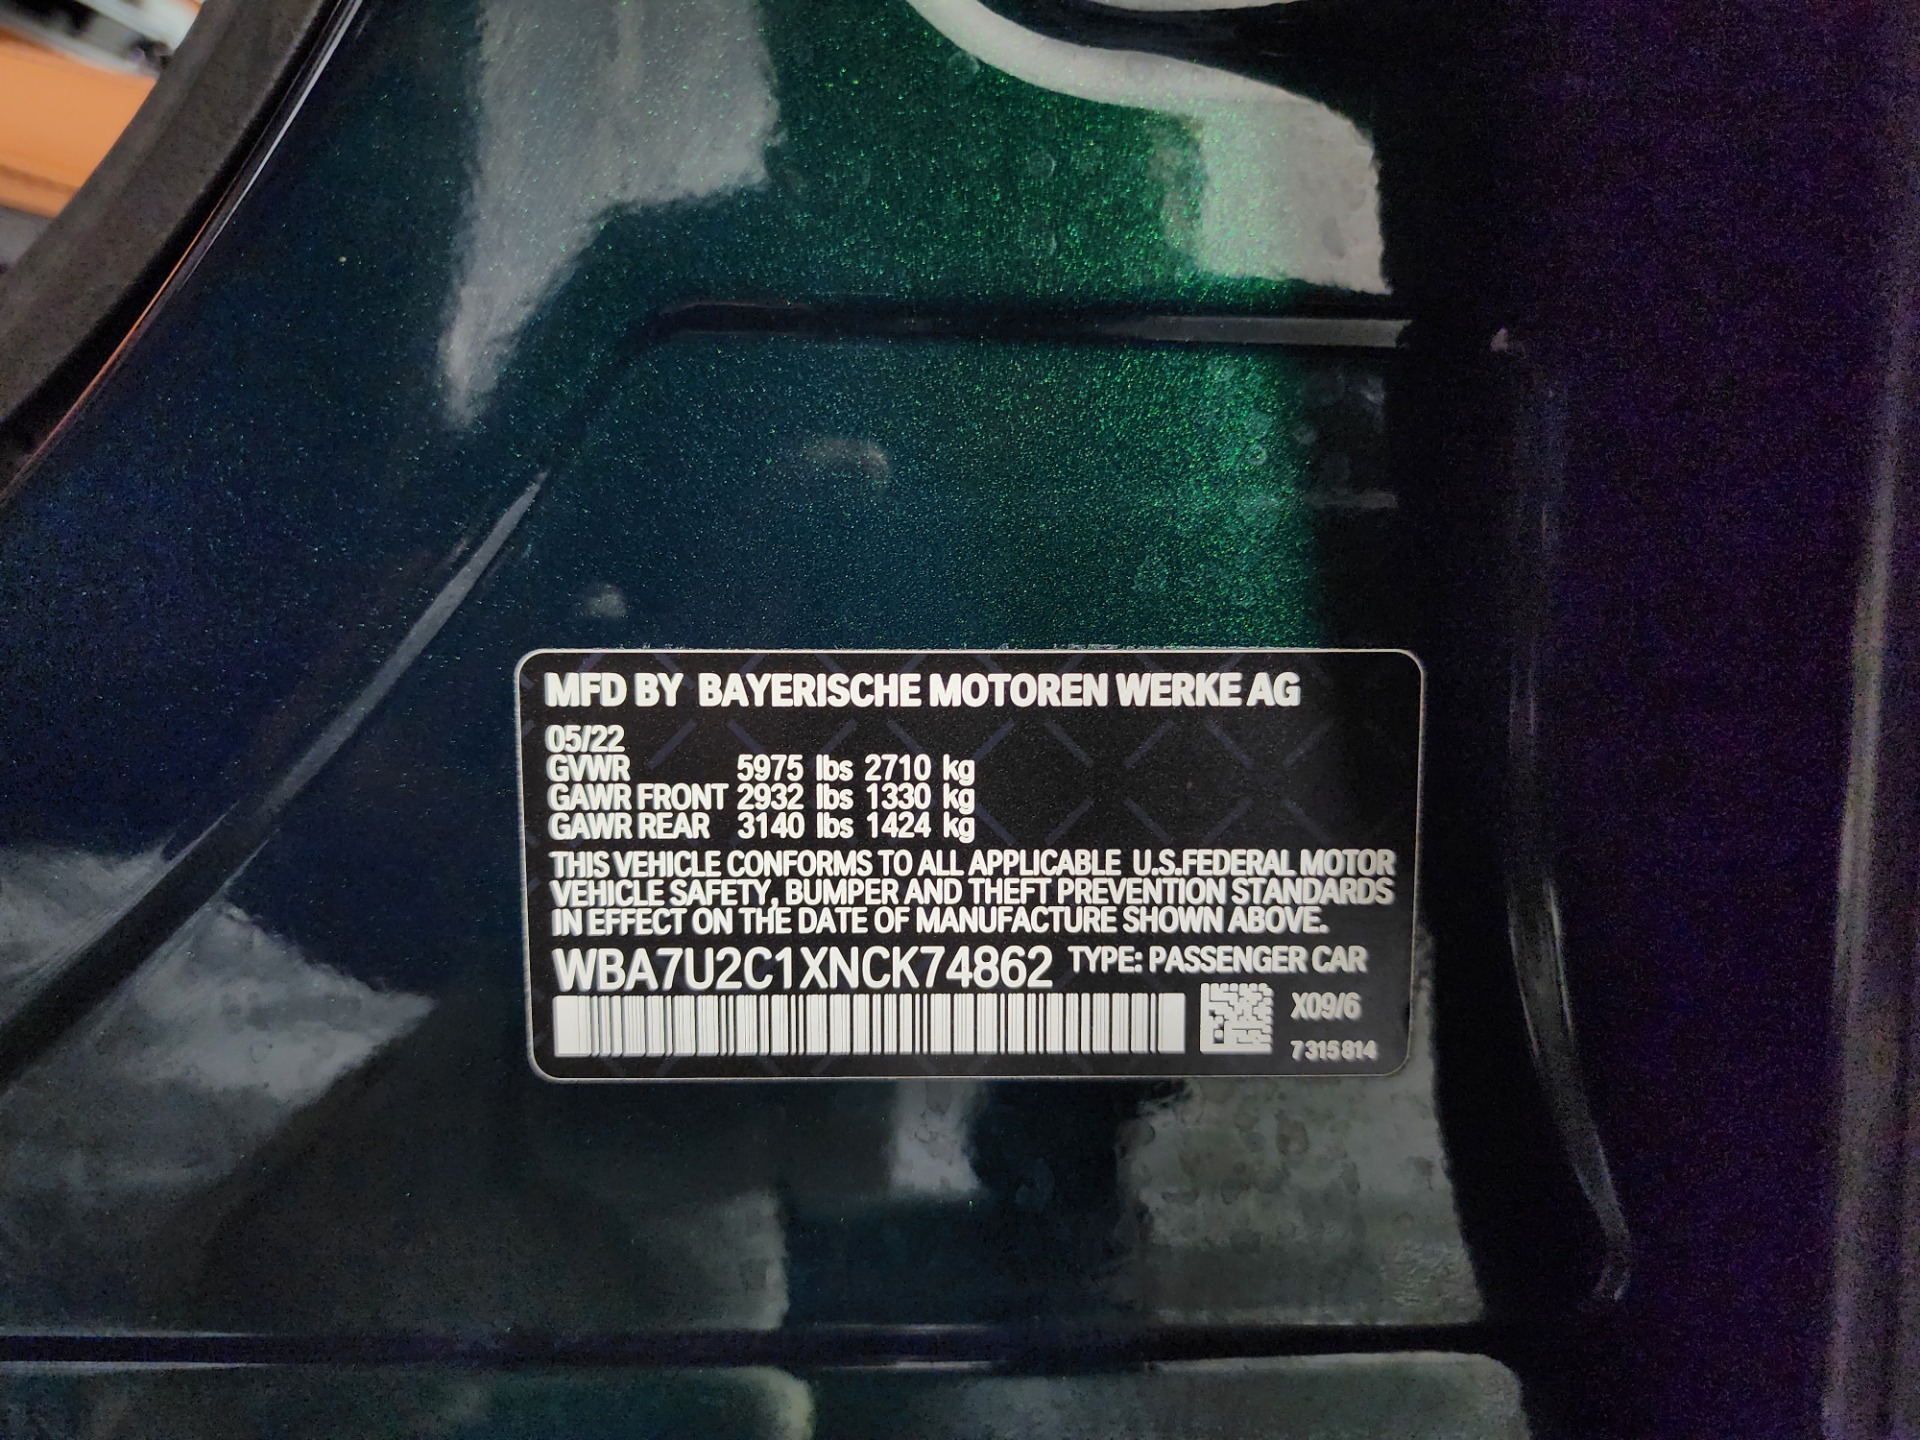 MFD BY BAYERISCHE MOTOREN WERKE AG
05/22
GVWR 5975 lbs 2710 kg
GAWR FRONT 2932 lbs 1330 kg
GAWR REAR 3140 lbs 1424 kg
THIS VEHICLE CONFORMS TO ALL APPLICABLE U.S.FEDERAL MOTOR
VEHICLE SAFETY, BUMPER AND THEFT PREVENTION STANDARDS
IN EFFECT ON THE DATE OF MANUFACTURE SHOWN ABOVE.
WBA7U2C1XNCK74862 TYPE: PASSENGER CAR
X09/6
7 315 814